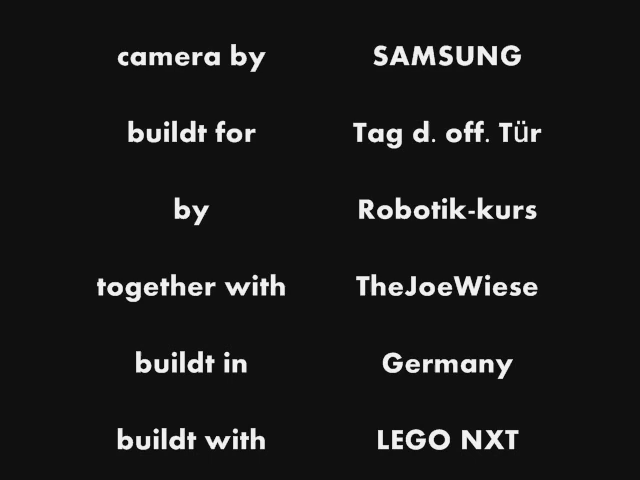 camera by SAMSUNG
buildt for Tag d. off. Tür
by Robotik-kurs
together with TheJoeWiese
buildt in Germany
buildt with LEGO NXT